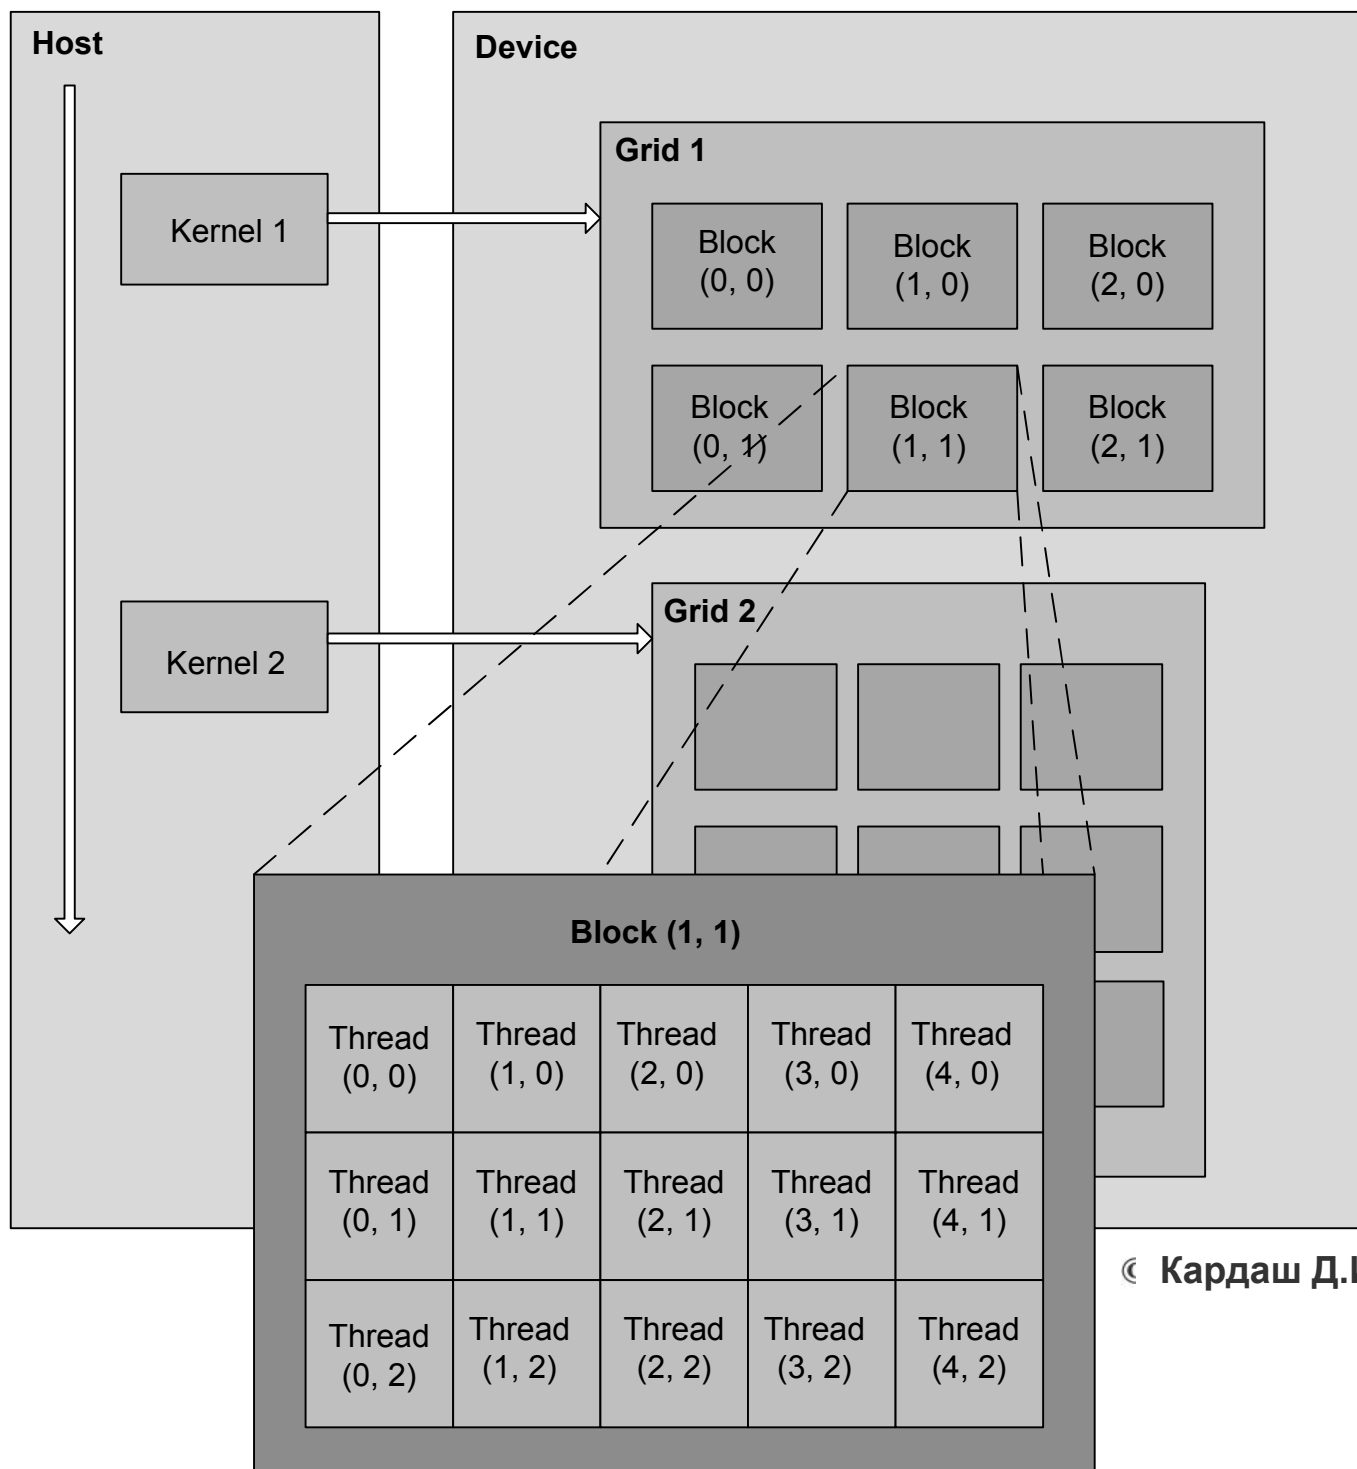 Host
Device
Grid 1
Kernel 1
Block
(0, 0)
Block
(1, 0)
Block
(2, 0)
Block
(0, 1)
Block
(1, 1)
Block
(2, 1)
Grid 2
Kernel 2
Block (1, 1)
Thread
(0, 0)
Thread
(1, 0)
Thread
(2, 0)
Thread
(3, 0)
Thread
(4, 0)
Thread
(0, 1)
Thread
(1, 1)
Thread
(2, 1)
Thread
(3, 1)
Thread
(4, 1)
© Кардаш Д.
Thread
(0, 2)
Thread
(1, 2)
Thread
(2, 2)
Thread
(3, 2)
Thread
(4, 2)